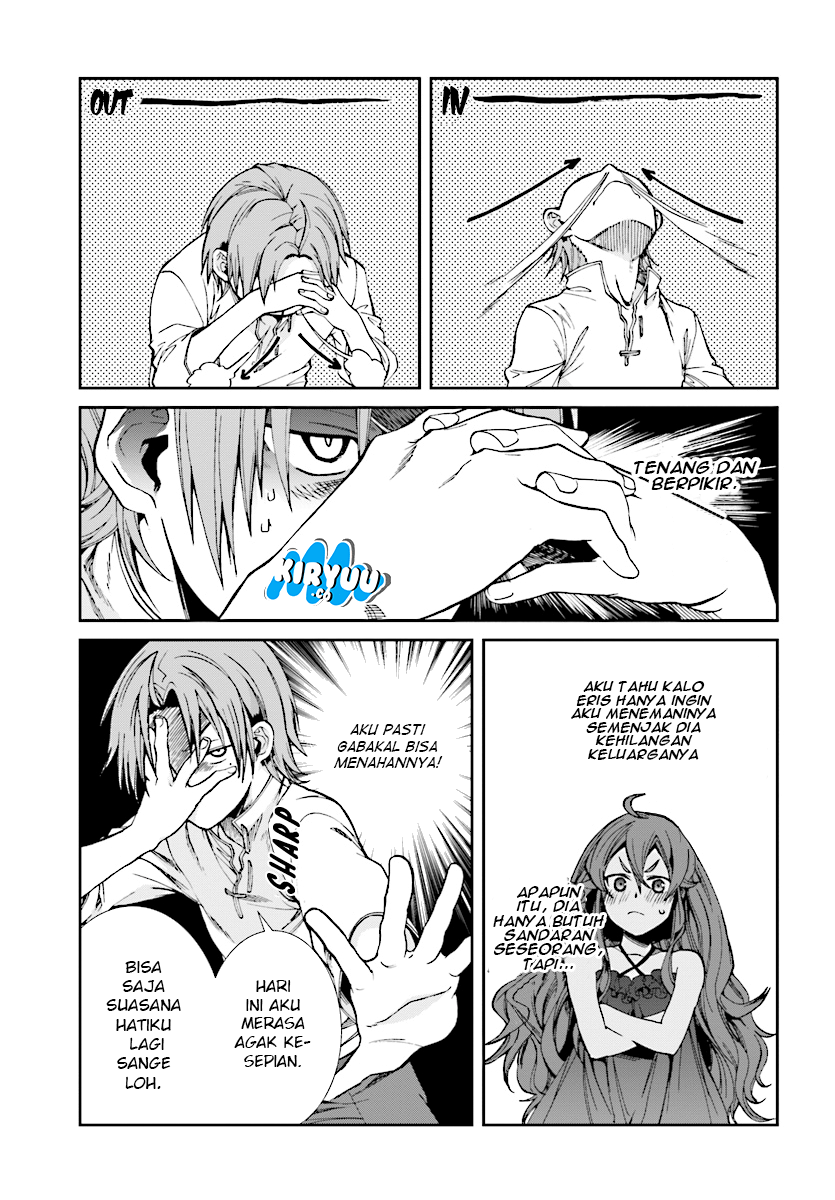 IN
OUT
TENANG DAN
BERPIKIR.
KIRYUU
.CO
AKU TAHU KALO
ERIS HANYA INGIN
AKU MENEMANINYA
SEMENJAK DIA
KEHILANGAN
KELUARGANYA
APAPUN
ITU, DIA
HANYA BUTUH
SANDARAN
SESEORANG,
TAPI...
AKU PASTI
GABAKAL BISA
MENAHANNYA!
SHARP
HARI
INI AKU
MERASA
AGAK KE-
SEPIAN.
BISA
SAJA
SUASANA
HATIKU
LAGI
SANGE
LOH.